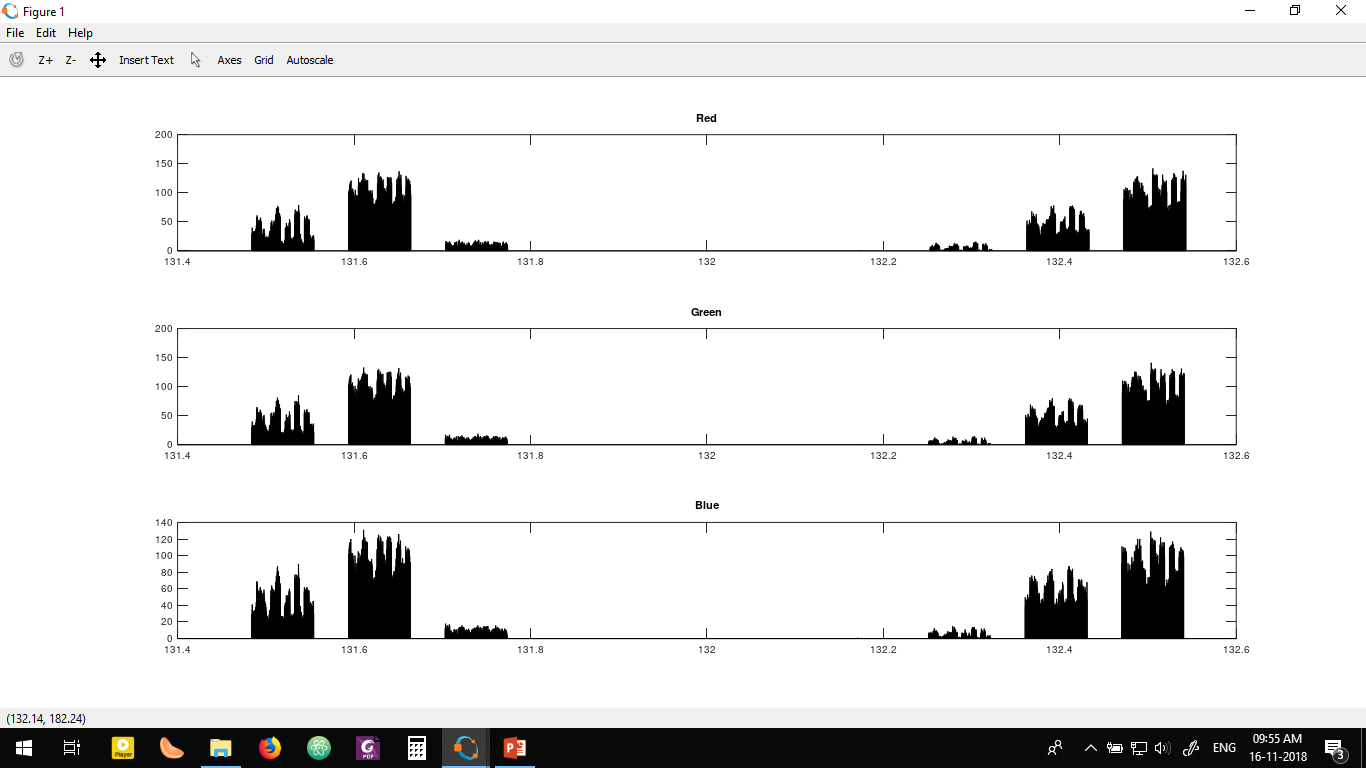 Figure 1
File Edit Help
Z+ Z- Insert Text Axes Grid Autoscale
Red
200
150
100
50
0
131.4 131.6 131.8 132 132.2 132.4 132.6
Green
200
150
100
50
0
131.4 131.6 131.8 132 132.2 132.4 132.6
Blue
140
120
100
80
60
40
20
0
131.4 131.6 131.8 132 132.2 132.4 132.6
(132.14, 182.24)
Player
PDF
ENG
09:55 AM
16-11-2018
3